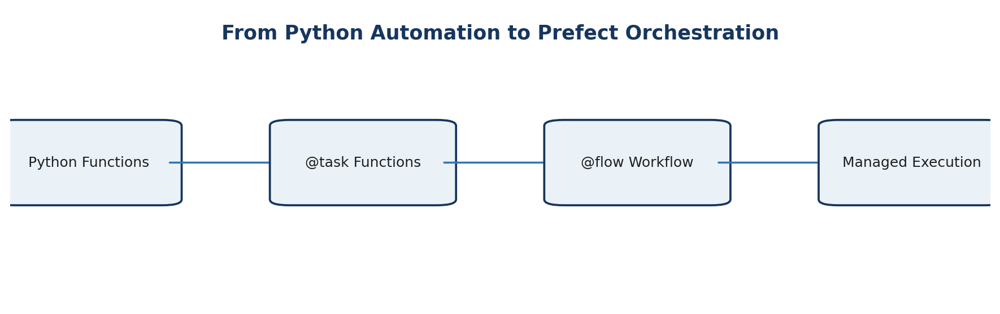 From Python Automation to Prefect Orchestration
Python Functions
@task Functions
@flow Workflow
Managed Execution